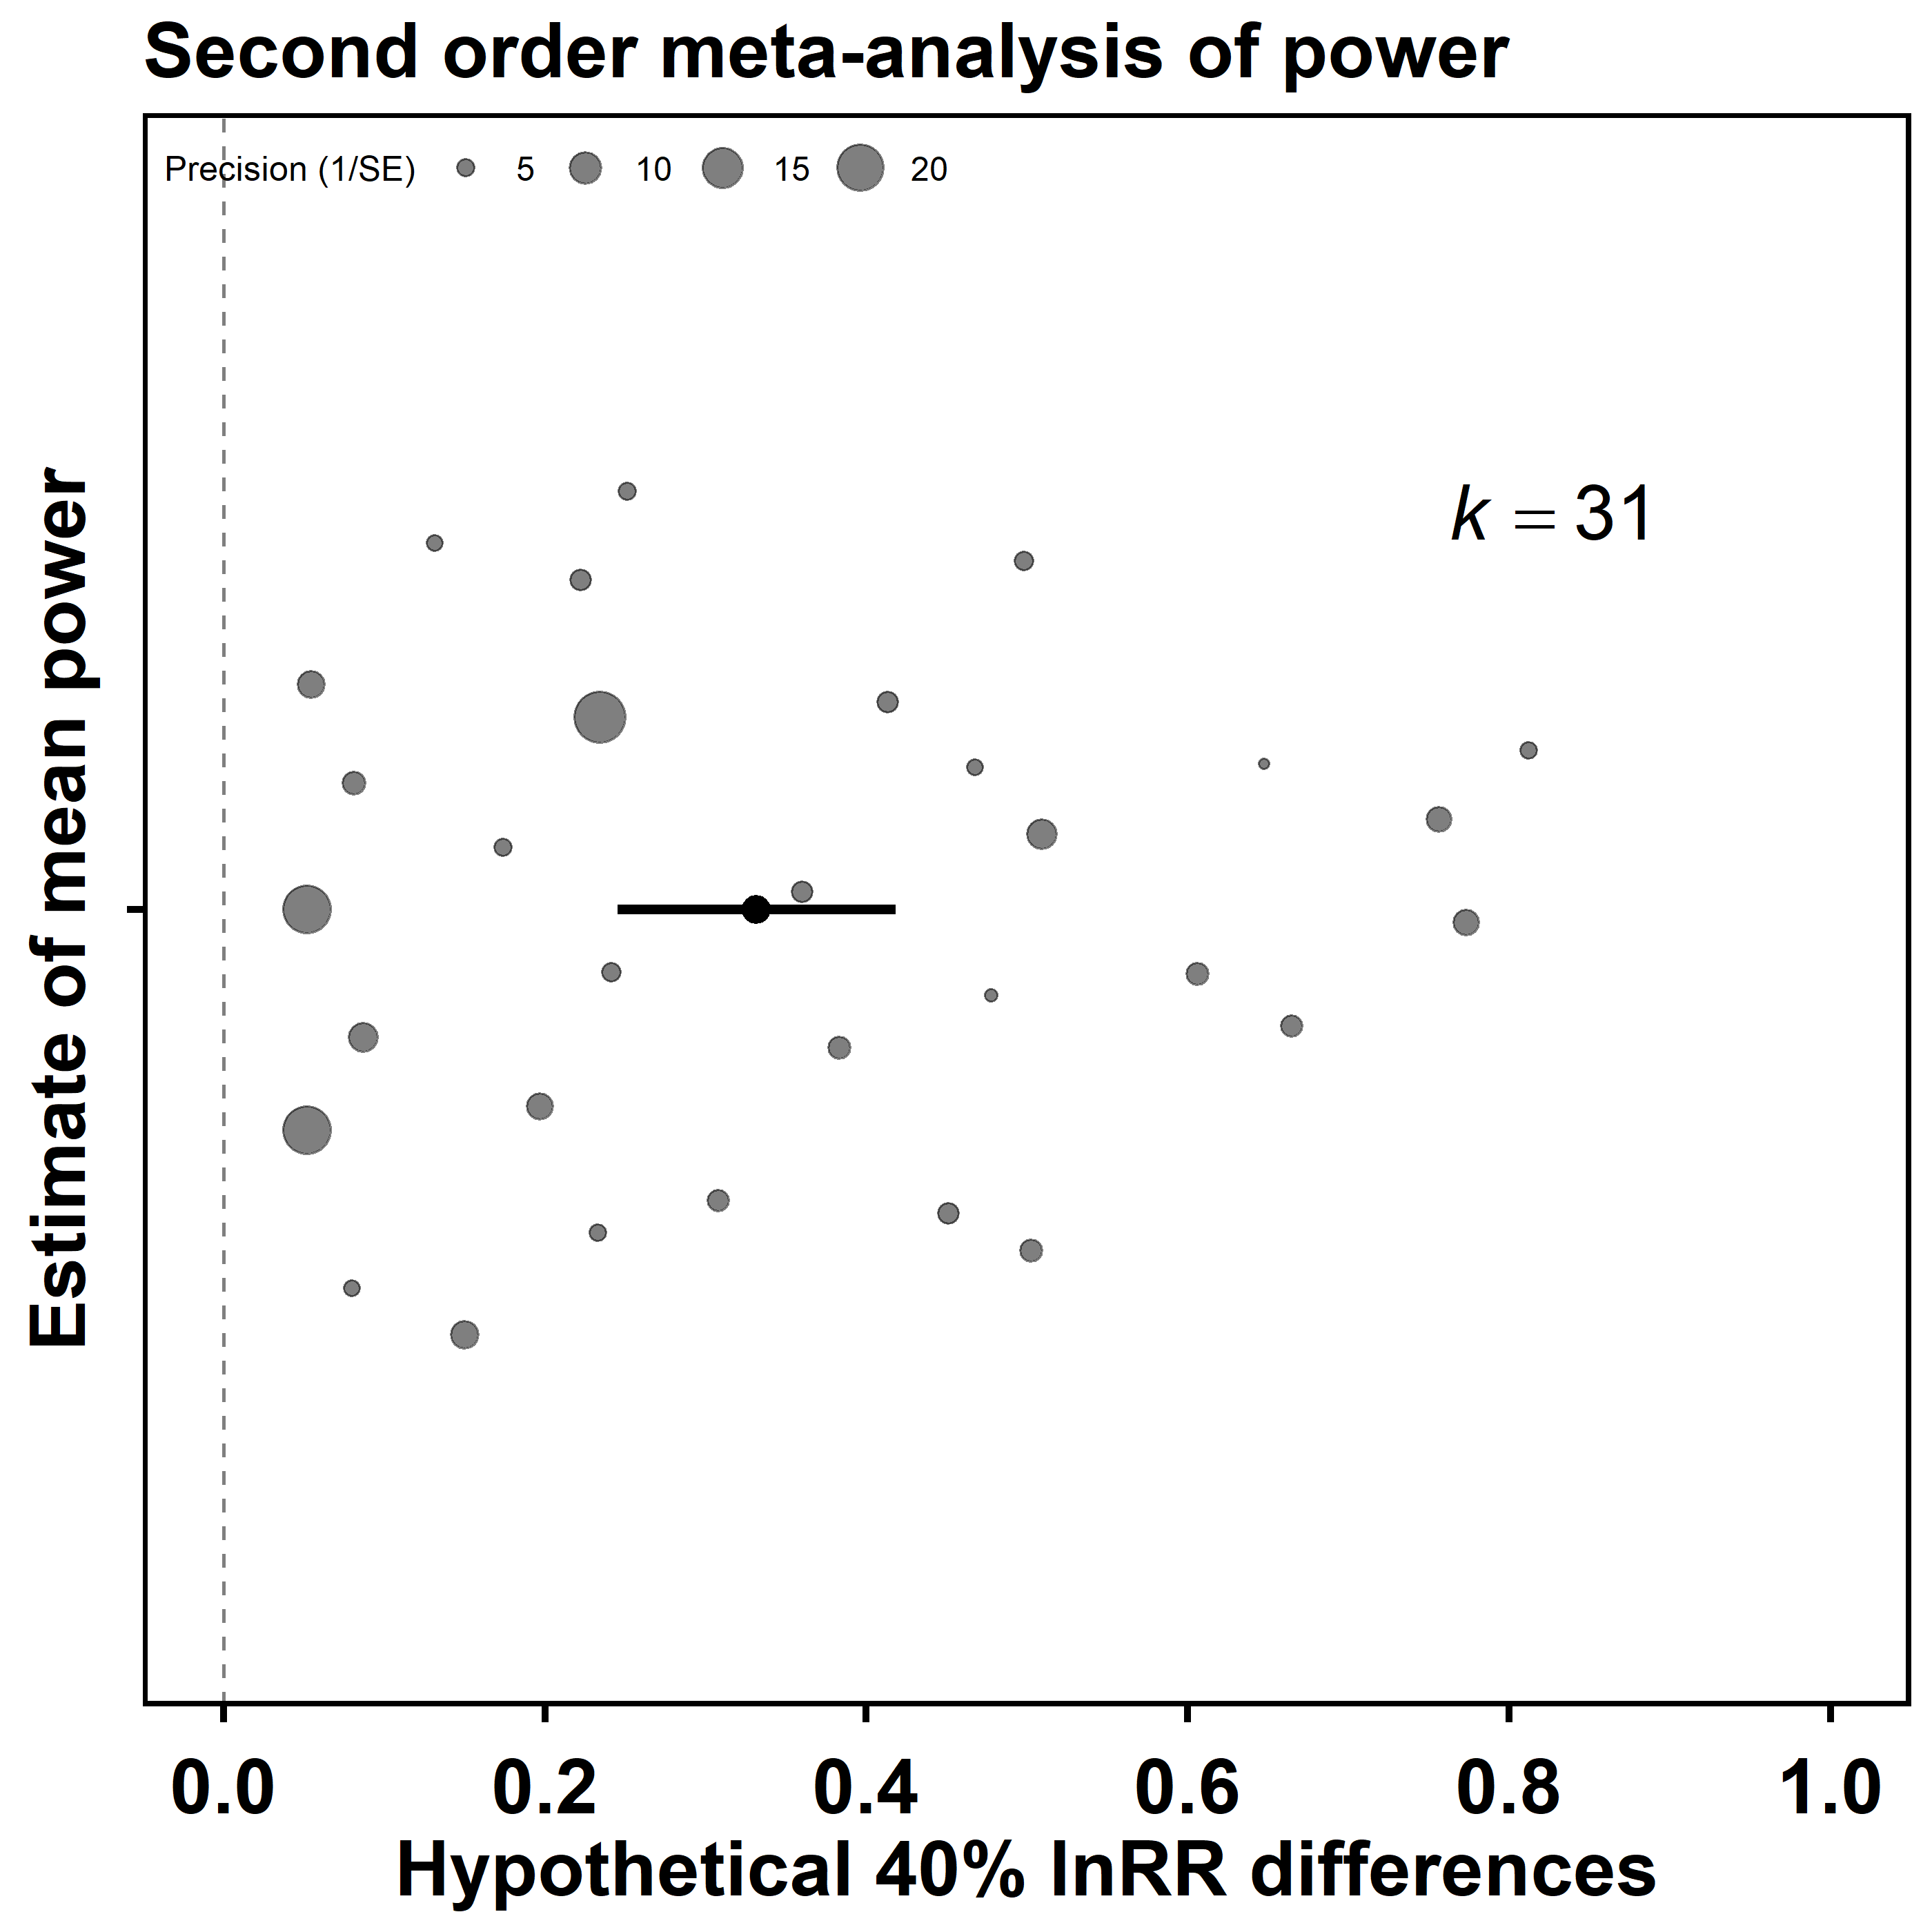 Second order meta-analysis of power
Precision (1/SE) 5 10 15 20
k = 31
Estimate of mean power
0.0 0.2 0.4 0.6 0.8 1.0
Hypothetical 40% lnRR differences